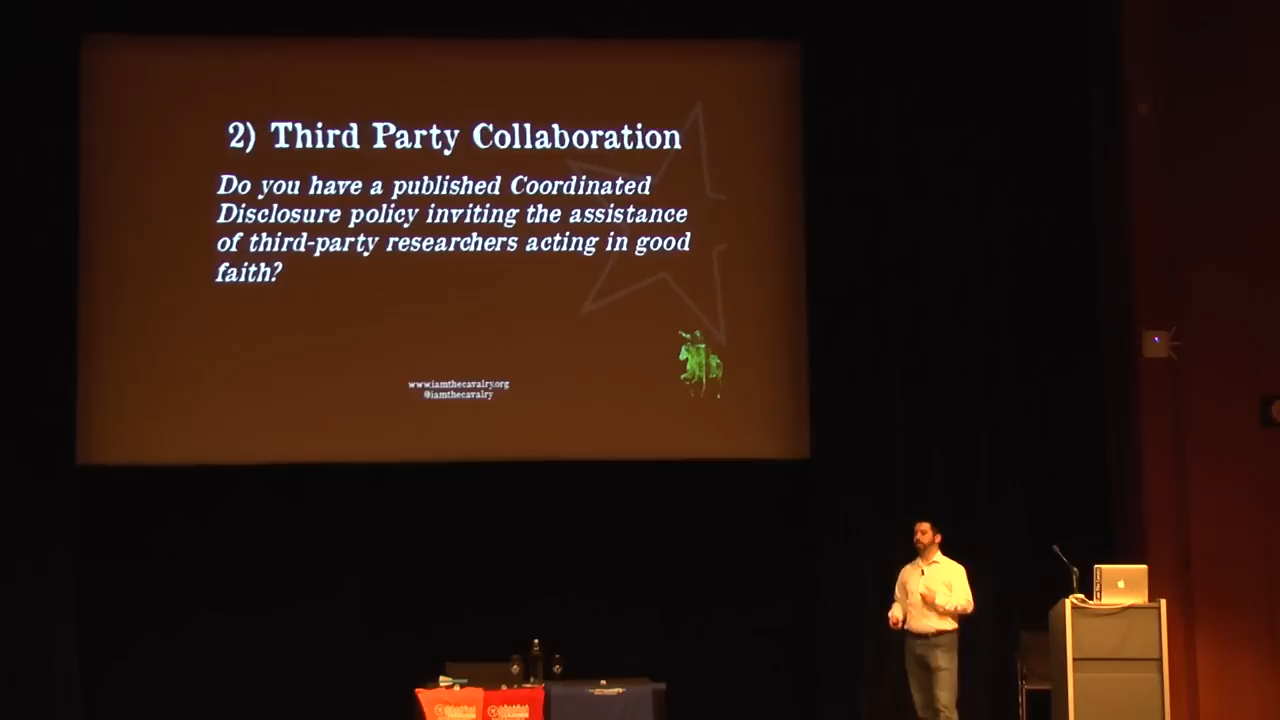 2) Third Party Collaboration
Do you have a published Coordinated
Disclosure policy inviting the assistance
of third-party researchers acting in good
faith?
www.iamthecavalry.org
@iamthecavalry